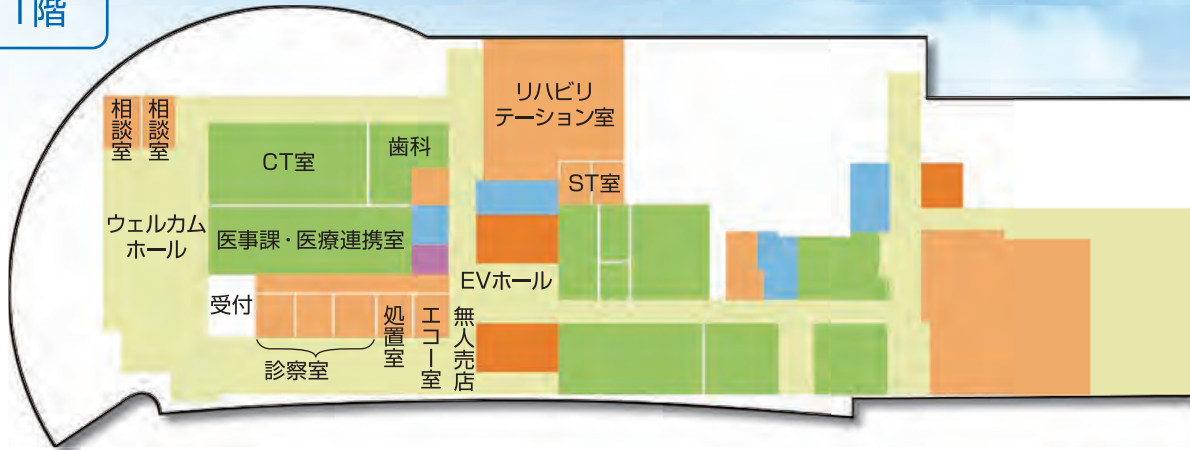 1階
相談室
相談室
リハビリ
テーション室
CT室
歯科
ST室
ウェルカム
ホール
医事課・医療連携室
EVホール
受付
診察室
処置室
エコー室
無人売店